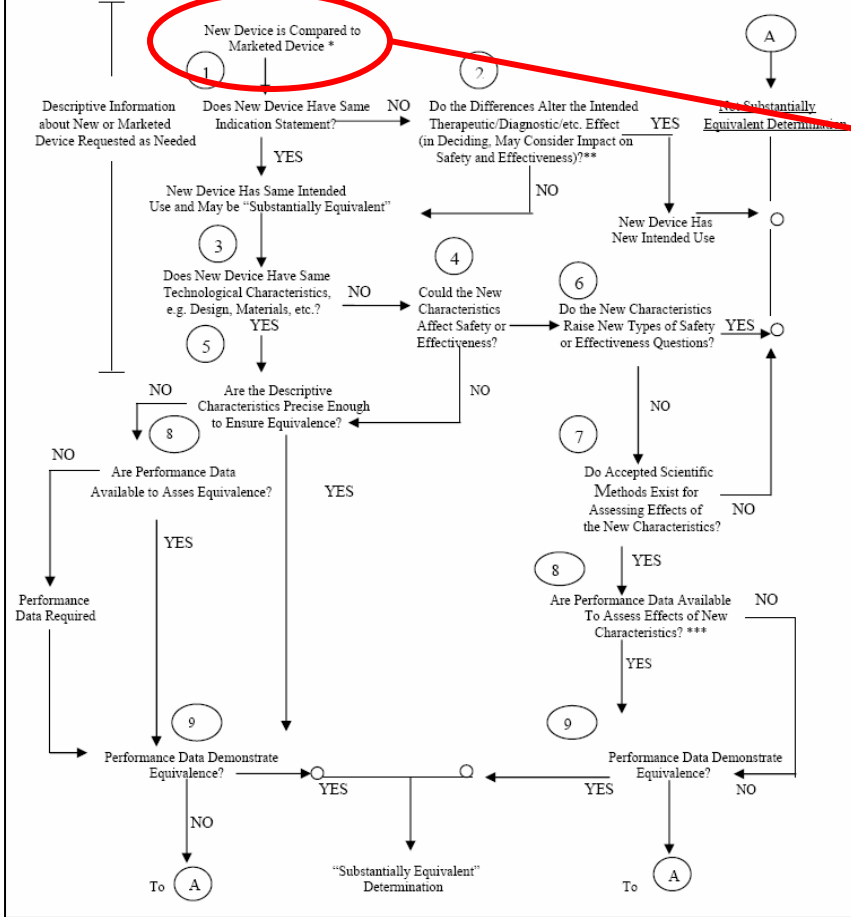 New Device is Compared to
Marketed Device *
A
1
2
Descriptive Information
about New or Marketed
Device Requested as Needed
Does New Device Have Same
Indication Statement?
NO
Do the Differences Alter the Intended
Therapeutic/Diagnostic/etc. Effect
(in Deciding, May Consider Impact on
Safety and Effectiveness)?**
YES
Not Substantially
Equivalent Determination
YES
NO
New Device Has Same Intended
Use and May be “Substantially Equivalent”
New Device Has
New Intended Use
3
4
6
Does New Device Have Same
Technological Characteristics,
e.g. Design, Materials, etc.?
NO
Could the New
Characteristics
Affect Safety or
Effectiveness?
Do the New Characteristics
Raise New Types of Safety
or Effectiveness Questions?
YES
YES
5
NO
Are the Descriptive
Characteristics Precise Enough
to Ensure Equivalence?
NO
NO
8
7
NO
Are Performance Data
Available to Asses Equivalence?
YES
Do Accepted Scientific
Methods Exist for
Assessing Effects of
the New Characteristics?
NO
YES
YES
8
Performance
Data Required
Are Performance Data Available
To Assess Effects of New
Characteristics? ***
NO
YES
9
9
Performance Data Demonstrate
Equivalence?
YES
Performance Data Demonstrate
Equivalence?
YES
NO
NO
“Substantially Equivalent”
Determination
To
A
To
A